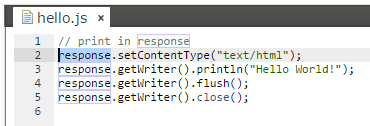 hello.js x
1 // print in response
2 response.setContentType("text/html");
3 response.getWriter().println("Hello World!");
4 response.getWriter().flush();
5 response.getWriter().close();
6